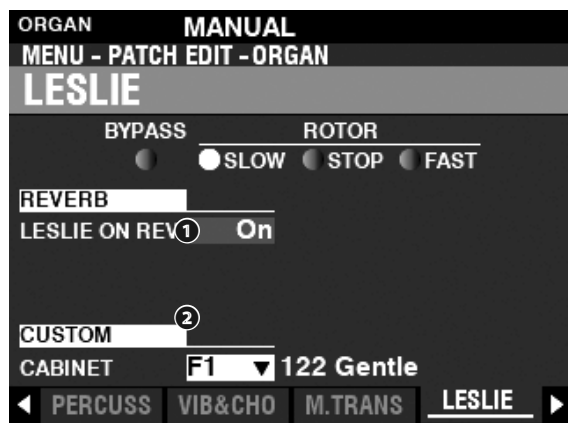 ORGAN MANUAL
MENU - PATCH EDIT - ORGAN
LESLIE
BYPASS ROTOR
SLOW STOP FAST
REVERB
LESLIE ON REV ① On
②
CUSTOM
CABINET F1 ▼ 122 Gentle
◀ PERCUSS VIB&CHO M.TRANS LESLIE ▶